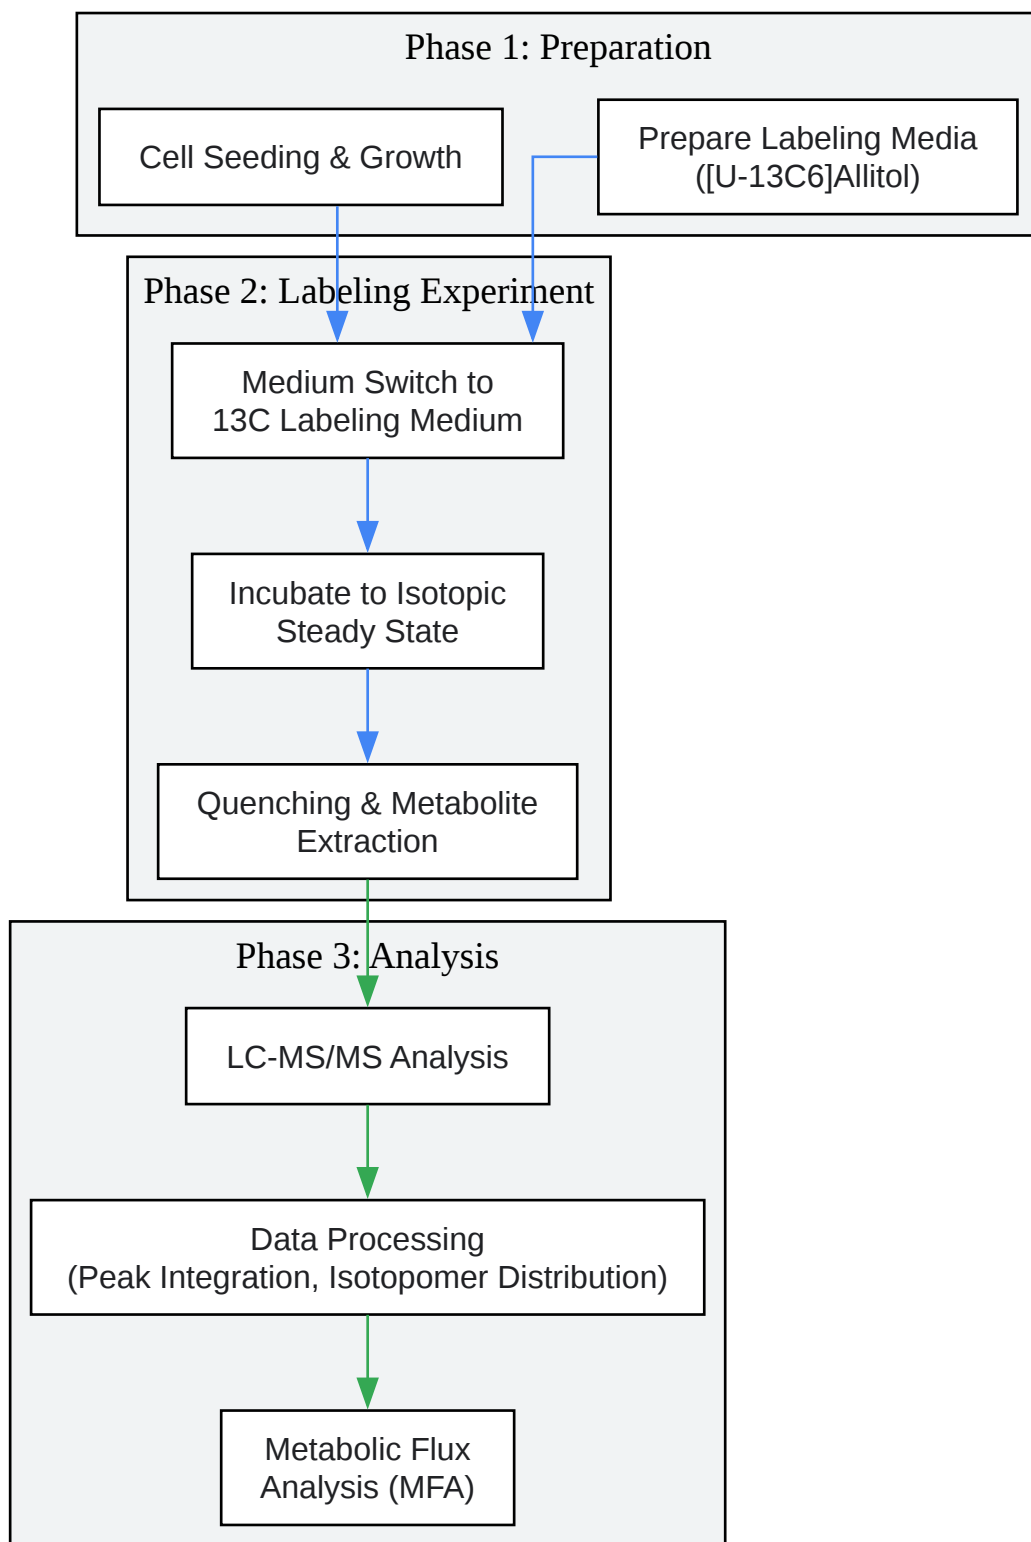 Phase 1: Preparation
Cell Seeding & Growth
Prepare Labeling Media
([U-13C6]Allitol)
Phase 2: Labeling Experiment
Medium Switch to
13C Labeling Medium
Incubate to Isotopic
Steady State
Quenching & Metabolite
Extraction
Phase 3: Analysis
LC-MS/MS Analysis
Data Processing
(Peak Integration, Isotopomer Distribution)
Metabolic Flux
Analysis (MFA)